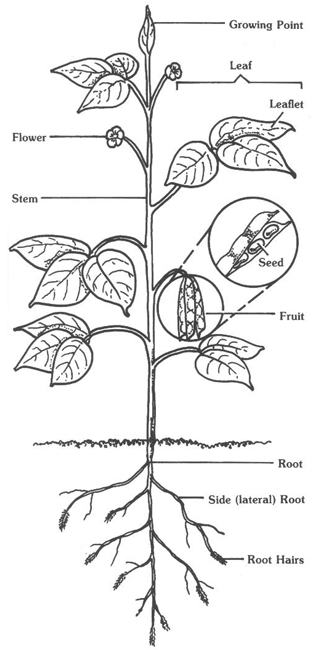 Growing Point
Leaf
Leaflet
Flower
Stem
Seed
Fruit
Root
Side (lateral) Root
Root Hairs